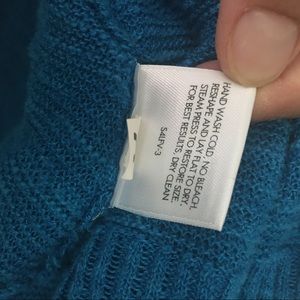 HAND WASH COLD, NO BLEACH,
RESHAPE AND LAY FLAT TO DRY.
STEAM PRESS TO RESTORE SIZE.
FOR BEST RESULTS, DRY CLEAN
S4LFV-3